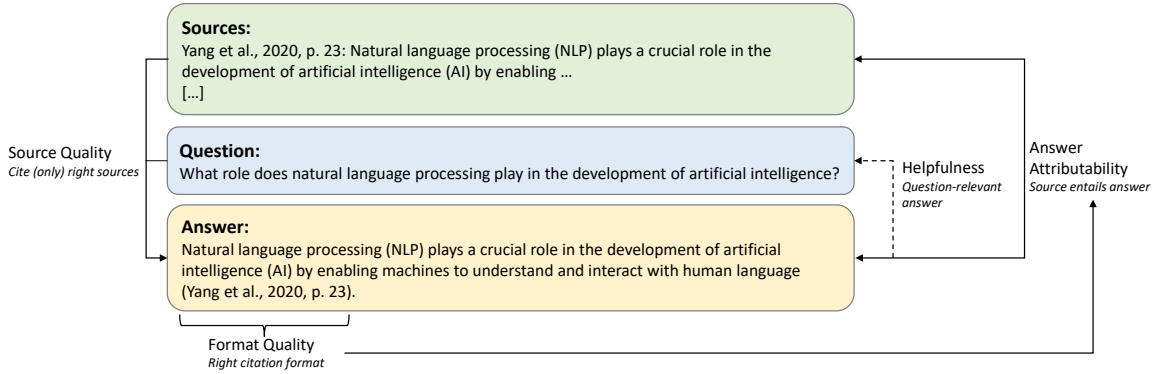 Sources:
Yang et al., 2020, p. 23: Natural language processing (NLP) plays a crucial role in the
development of artificial intelligence (AI) by enabling …
[…]
Source Quality
Cite (only) right sources
Question:
What role does natural language processing play in the development of artificial intelligence?
Helpfulness
Question-relevant
answer
Answer
Attributability
Source entails answer
Answer:
Natural language processing (NLP) plays a crucial role in the development of artificial
intelligence (AI) by enabling machines to understand and interact with human language
(Yang et al., 2020, p. 23).
Format Quality
Right citation format